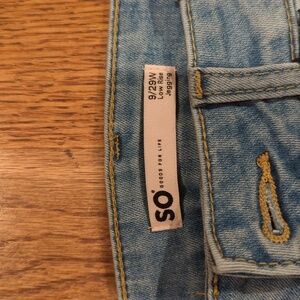 SO
GOODS FOR LIFE
9/29W
Low Rise
Jegging